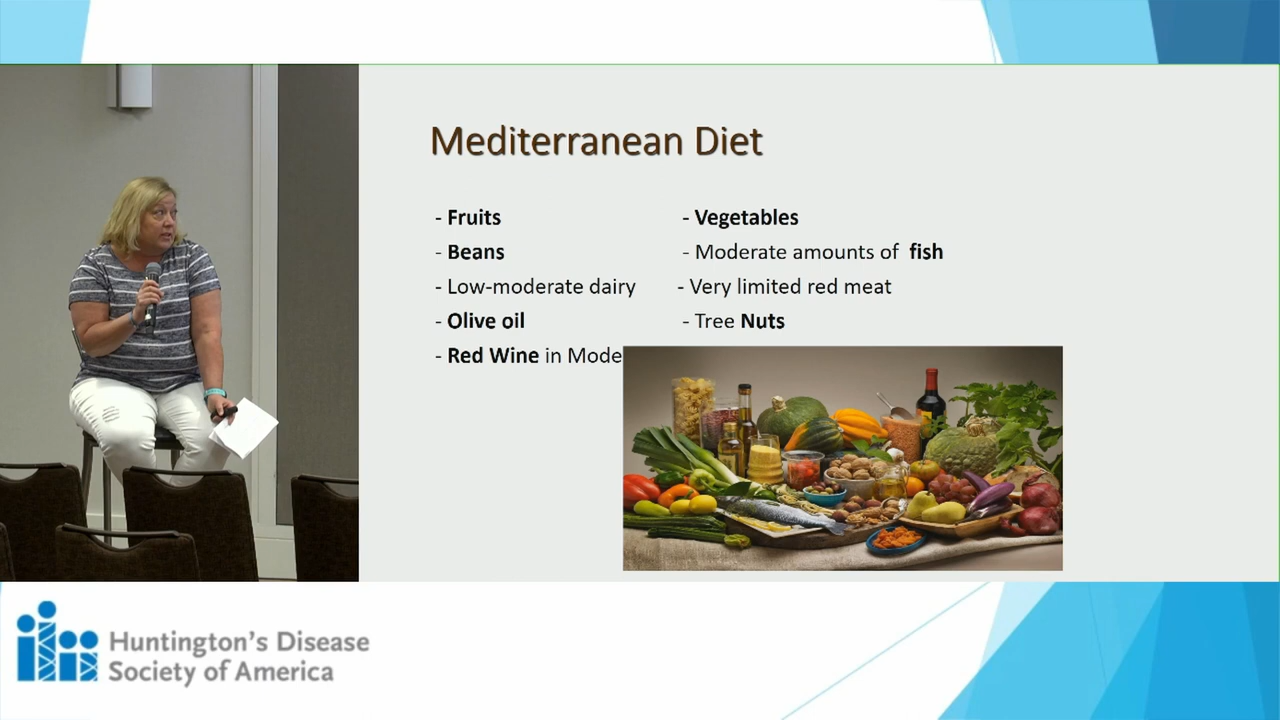 Mediterranean Diet
- Fruits
- Vegetables
- Beans
- Moderate amounts of fish
- Low-moderate dairy
- Very limited red meat
- Olive oil
- Tree Nuts
- Red Wine in Mode
Huntington's Disease
Society of America